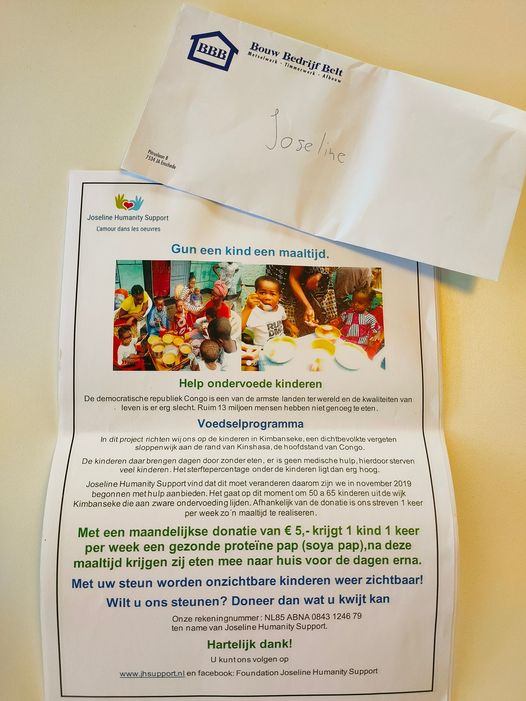 BBB
Bouw Bedrijf Belt
Metselwerk - Timmerwerk - Afbouw
Joseline
7534 JA Enschede
Joseline Humanity Support
L'amour dans les oeuvres
Gun een kind een maaltijd.
Help ondervoede kinderen
De democratische republiek Congo is een van de armste landen ter wereld en de kwaliteiten van
leven is er erg slecht. Ruim 13 miljoen mensen hebben niet genoeg te eten.
Voedselprogramma
In dit project richten wij ons op de kinderen in Kimbanseke, een dichtbevolkte vergeten
sloppenwijk aan de rand van Kinshasa, de hoofdstand van Congo.
De kinderen daar brengen dagen door zonder eten, er is geen medische hulp, hierdoor sterven
veel kinderen. Het sterftepercentage onder de kinderen ligt dan erg hoog.
Joseline Humanity Support vind dat dit moet veranderen daarom zijn we in november 2019
begonnen met hulp aanbieden. Het gaat op dit moment om 50 a 65 kinderen uit de wijk
Kimbanseke die aan zware ondervoeding lijden. Afhankelijk van de donatie is ons streven 1 keer
per week zo´n maaltijd te realiseren.
Met een maandelijkse donatie van € 5,- krijgt 1 kind 1 keer
per week een gezonde proteïne pap (soya pap),na deze
maaltijd krijgen zij eten mee naar huis voor de dagen erna.
Met uw steun worden onzichtbare kinderen weer zichtbaar!
Wilt u ons steunen? Doneer dan wat u kwijt kan
Onze rekeningnummer: NL85 ABNA 0843 1246 79
ten name van Joseline Humanity Support.
Hartelijk dank!
U kunt ons volgen op
www.jhsupport.nl en facebook: Foundation Joseline Humanity Support